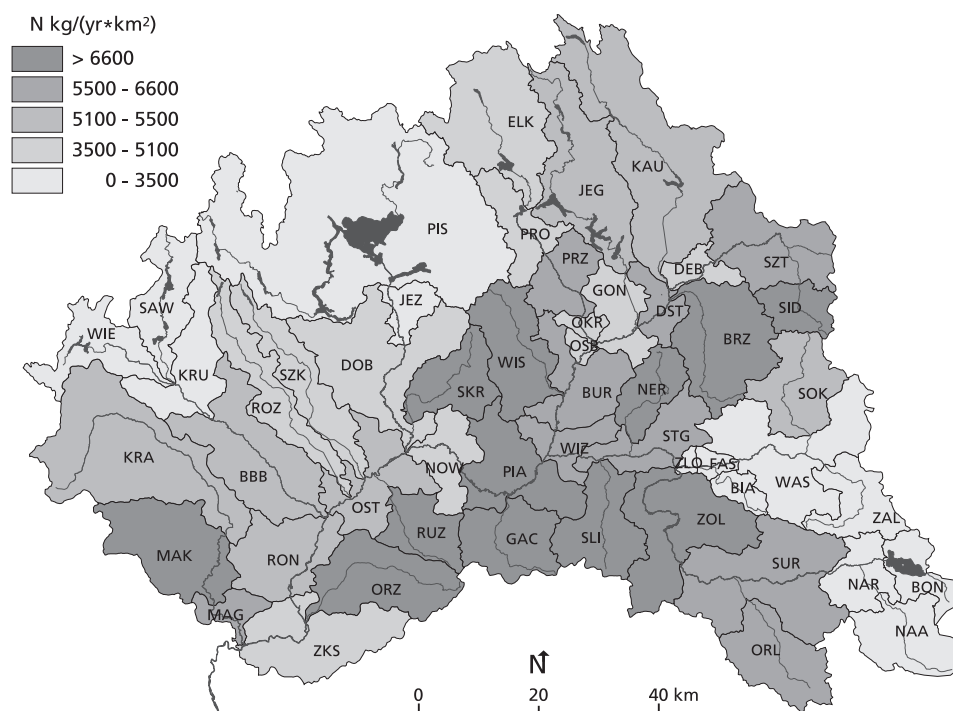 N kg/(yr*km²)
> 6600
5500 - 6600
5100 - 5500
3500 - 5100
0 - 3500
ELK
KAU
JEG
PIS
PRO
PRZ
DEB
SZT
GON
JEZ
SAW
DST
SID
OKR
WIE
OSB
BRZ
DOB
WIS
KRU
SZK
SKR
BUR
NER
SOK
ROZ
STG
WIZ
KRA
NOW
PIA
ZLO FAS
BBB
BIA
WAS
OST
ZOL
ZAL
RUZ
GAC
SLI
MAK
RON
SUR
ORZ
NAR
BON
MAG
NAA
ZKS
ORL
N
0 20 40 km